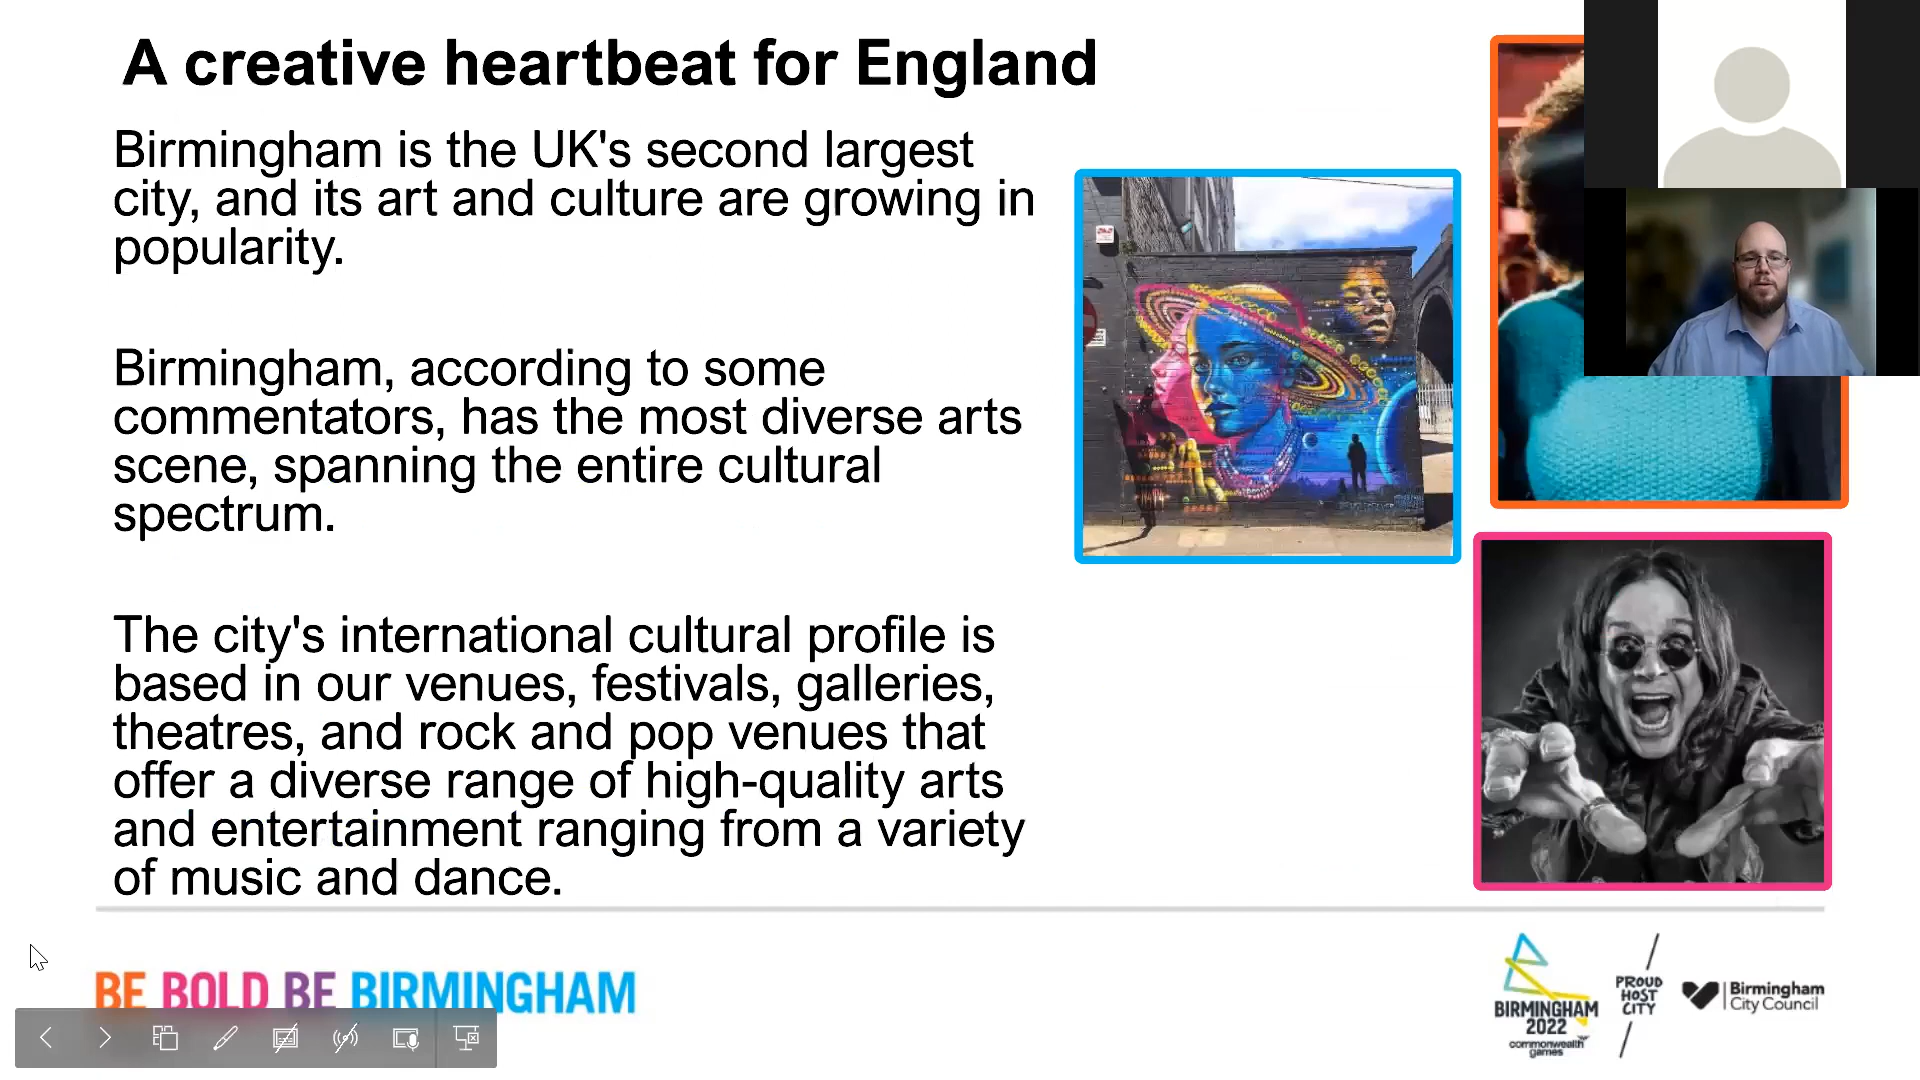 A creative heartbeat for England
Birmingham is the UK's second largest
city, and its art and culture are growing in
popularity.
Birmingham, according to some
commentators, has the most diverse arts
scene, spanning the entire cultural
spectrum.
The city's international cultural profile is
based in our venues, festivals, galleries,
theatres, and rock and pop venues that
offer a diverse range of high-quality arts
and entertainment ranging from a variety
of music and dance.
BE BOLD BE BIRMINGHAM
BIRMINGHAM
2022
commonwealth
games
PROUD
HOST
CITY
Birmingham
City Council